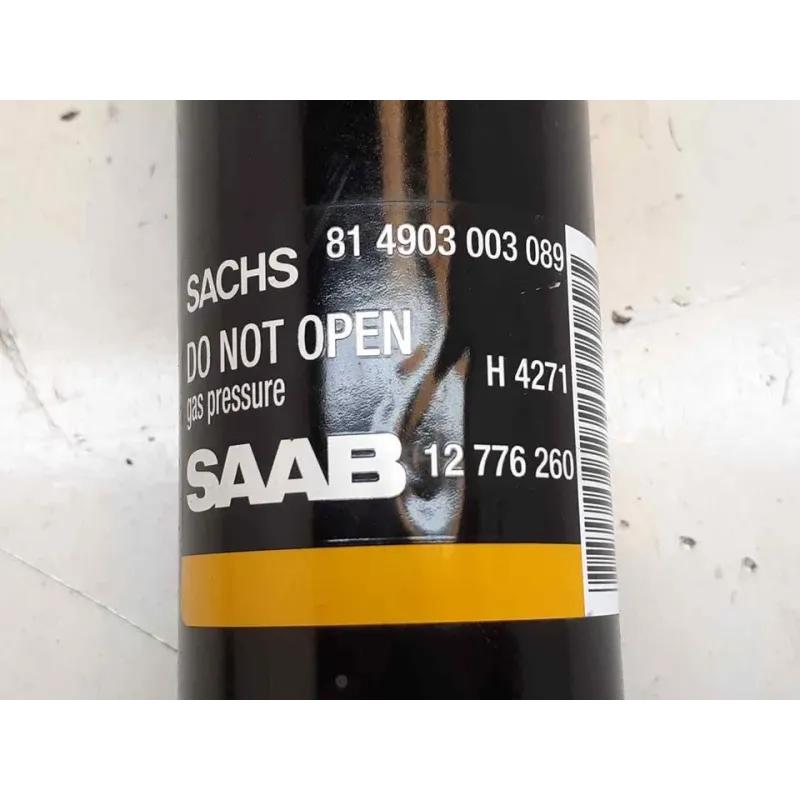 SACHS 81 4903 003 089
DO NOT OPEN
H 4271
gas pressure
SAAB 12 776 260